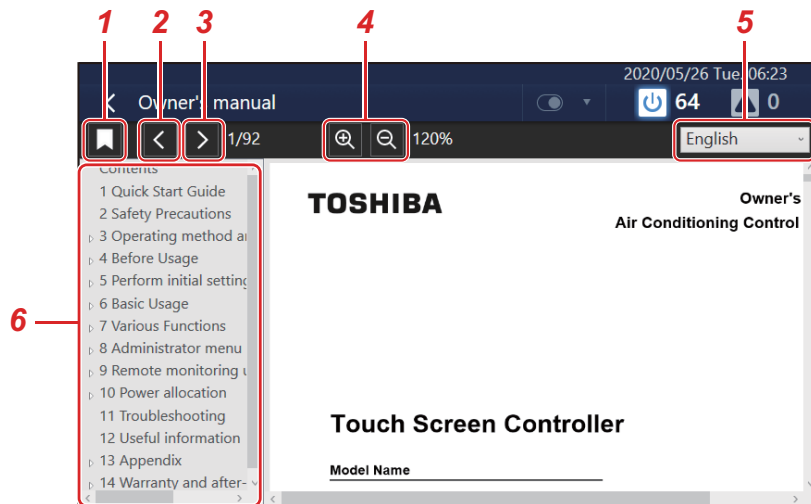 1 2 3 4 5
2020/05/26 Tue. 06:23
Owner's manual 64 0
1/92 120% English
Contents
1 Quick Start Guide
2 Safety Precautions
3 Operating method a
4 Before Usage
5 Perform initial setting
6 Basic Usage
7 Various Functions
8 Administrator menu
9 Remote monitoring u
10 Power allocation
11 Troubleshooting
12 Useful information
13 Appendix
14 Warranty and after-
6
TOSHIBA
Owner's
Air Conditioning Control
Touch Screen Controller
Model Name